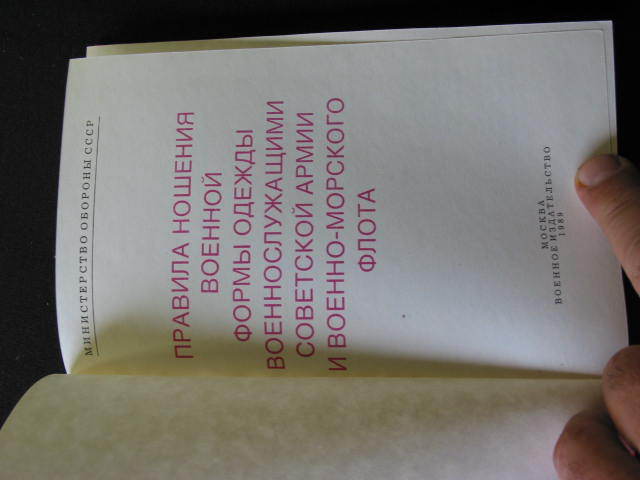 МИНИСТЕРСТВО ОБОРОНЫ СССР
ПРАВИЛА НОШЕНИЯ
ВОЕННОЙ
ФОРМЫ ОДЕЖДЫ
ВОЕННОСЛУЖАЩИМИ
СОВЕТСКОЙ АРМИИ
И ВОЕННО-МОРСКОГО
ФЛОТА
МОСКВА
ВОЕННОЕ ИЗДАТЕЛЬСТВО
1989